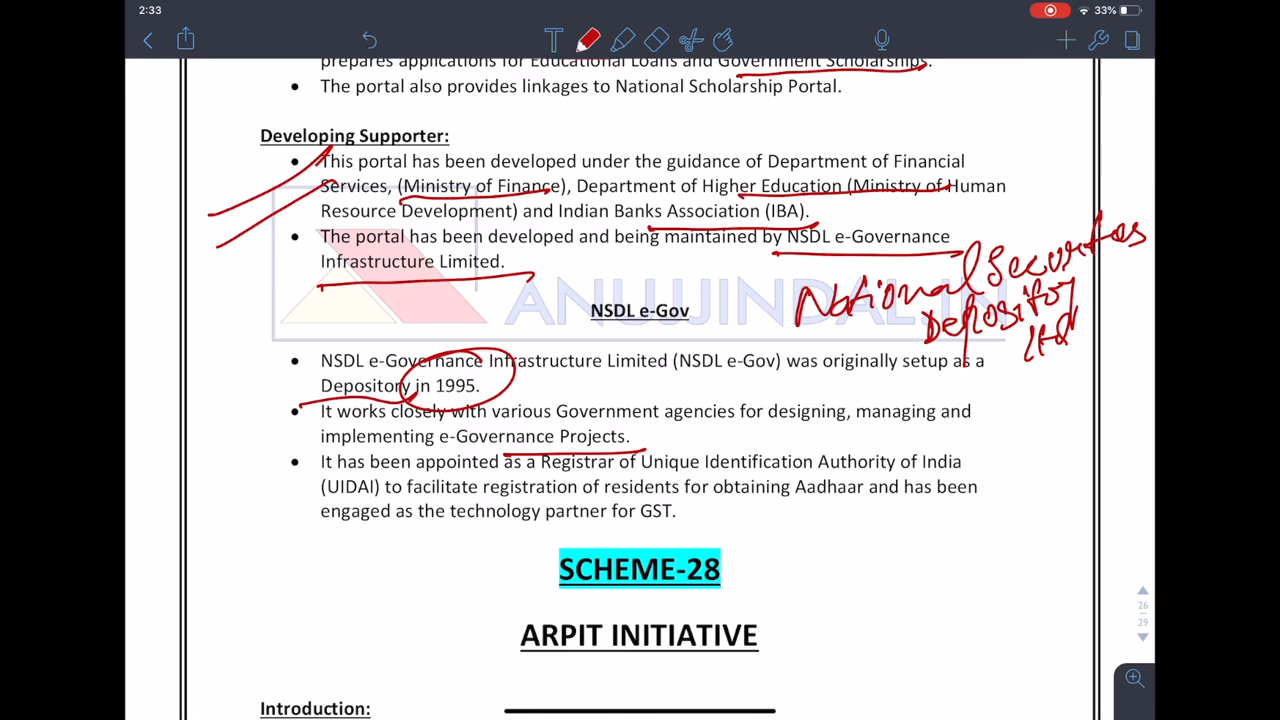 2:33
33%
prepares applications for Educational Loans and Government Scholarships.
• The portal also provides linkages to National Scholarship Portal.
Developing Supporter:
• This portal has been developed under the guidance of Department of Financial
Services, (Ministry of Finance), Department of Higher Education (Ministry of Human
Resource Development) and Indian Banks Association (IBA).
• The portal has been developed and being maintained by NSDL e-Governance
Infrastructure Limited.
National Securities
Depository
ltd
ANUJJINDAL.IN
NSDL e-Gov
• NSDL e-Governance Infrastructure Limited (NSDL e-Gov) was originally setup as a
Depository in 1995.
• It works closely with various Government agencies for designing, managing and
implementing e-Governance Projects.
• It has been appointed as a Registrar of Unique Identification Authority of India
(UIDAI) to facilitate registration of residents for obtaining Aadhaar and has been
engaged as the technology partner for GST.
SCHEME-28
ARPIT INITIATIVE
26
29
Introduction: